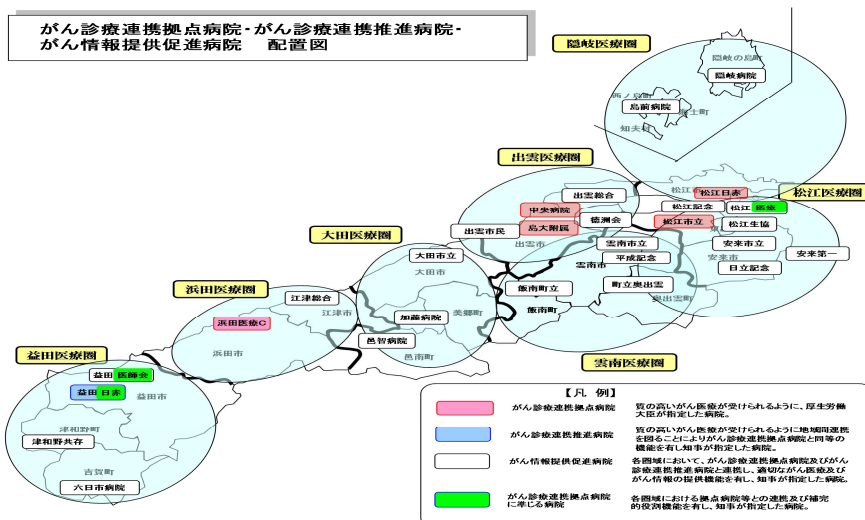 がん診療連携拠点病院・がん診療連携推進病院・
がん情報提供促進病院　配置図
隠岐医療圏
隠岐の島町
隠岐病院
西ノ島町
島前病院
海士町
知夫村
出雲医療圏
松江医療圏
松江市
松江日赤
出雲総合
松江記念
松江 医療
中央病院
徳洲会
松江市立
松江生協
島大附属
出雲市民
出雲市
雲南市立
安来市立
大田医療圏
大田市立
平成記念
安来第一
大田市
雲南市
安来市
日立記念
浜田医療圏
飯南町立
町立奥出雲
江津総合
奥出雲町
江津市
加藤病院
美郷町
飯南町
浜田医療C
邑智病院
浜田市
邑南町
雲南医療圏
益田医療圏
益田 医師会
益田 日赤
益田市
津和野町
津和野共存
吉賀町
六日市病院
【凡 例】
がん診療連携拠点病院
質の高いがん医療が受けられるように、厚生労働
大臣が指定した病院。
がん診療連携推進病院
質の高いがん医療が受けられるように地域間連携
を図ることによりがん診療連携拠点病院と同等の
機能を有し知事が指定した病院。
がん情報提供促進病院
各圏域において、がん診療連携拠点病院及びがん
診療連携推進病院と連携し、適切ながん医療及び
がん情報の提供機能を有し、知事が指定した病院。
がん診療連携拠点病院
に準じる病院
各圏域における拠点病院等との連携及び補完
的役割機能を有し、知事が指定した病院。